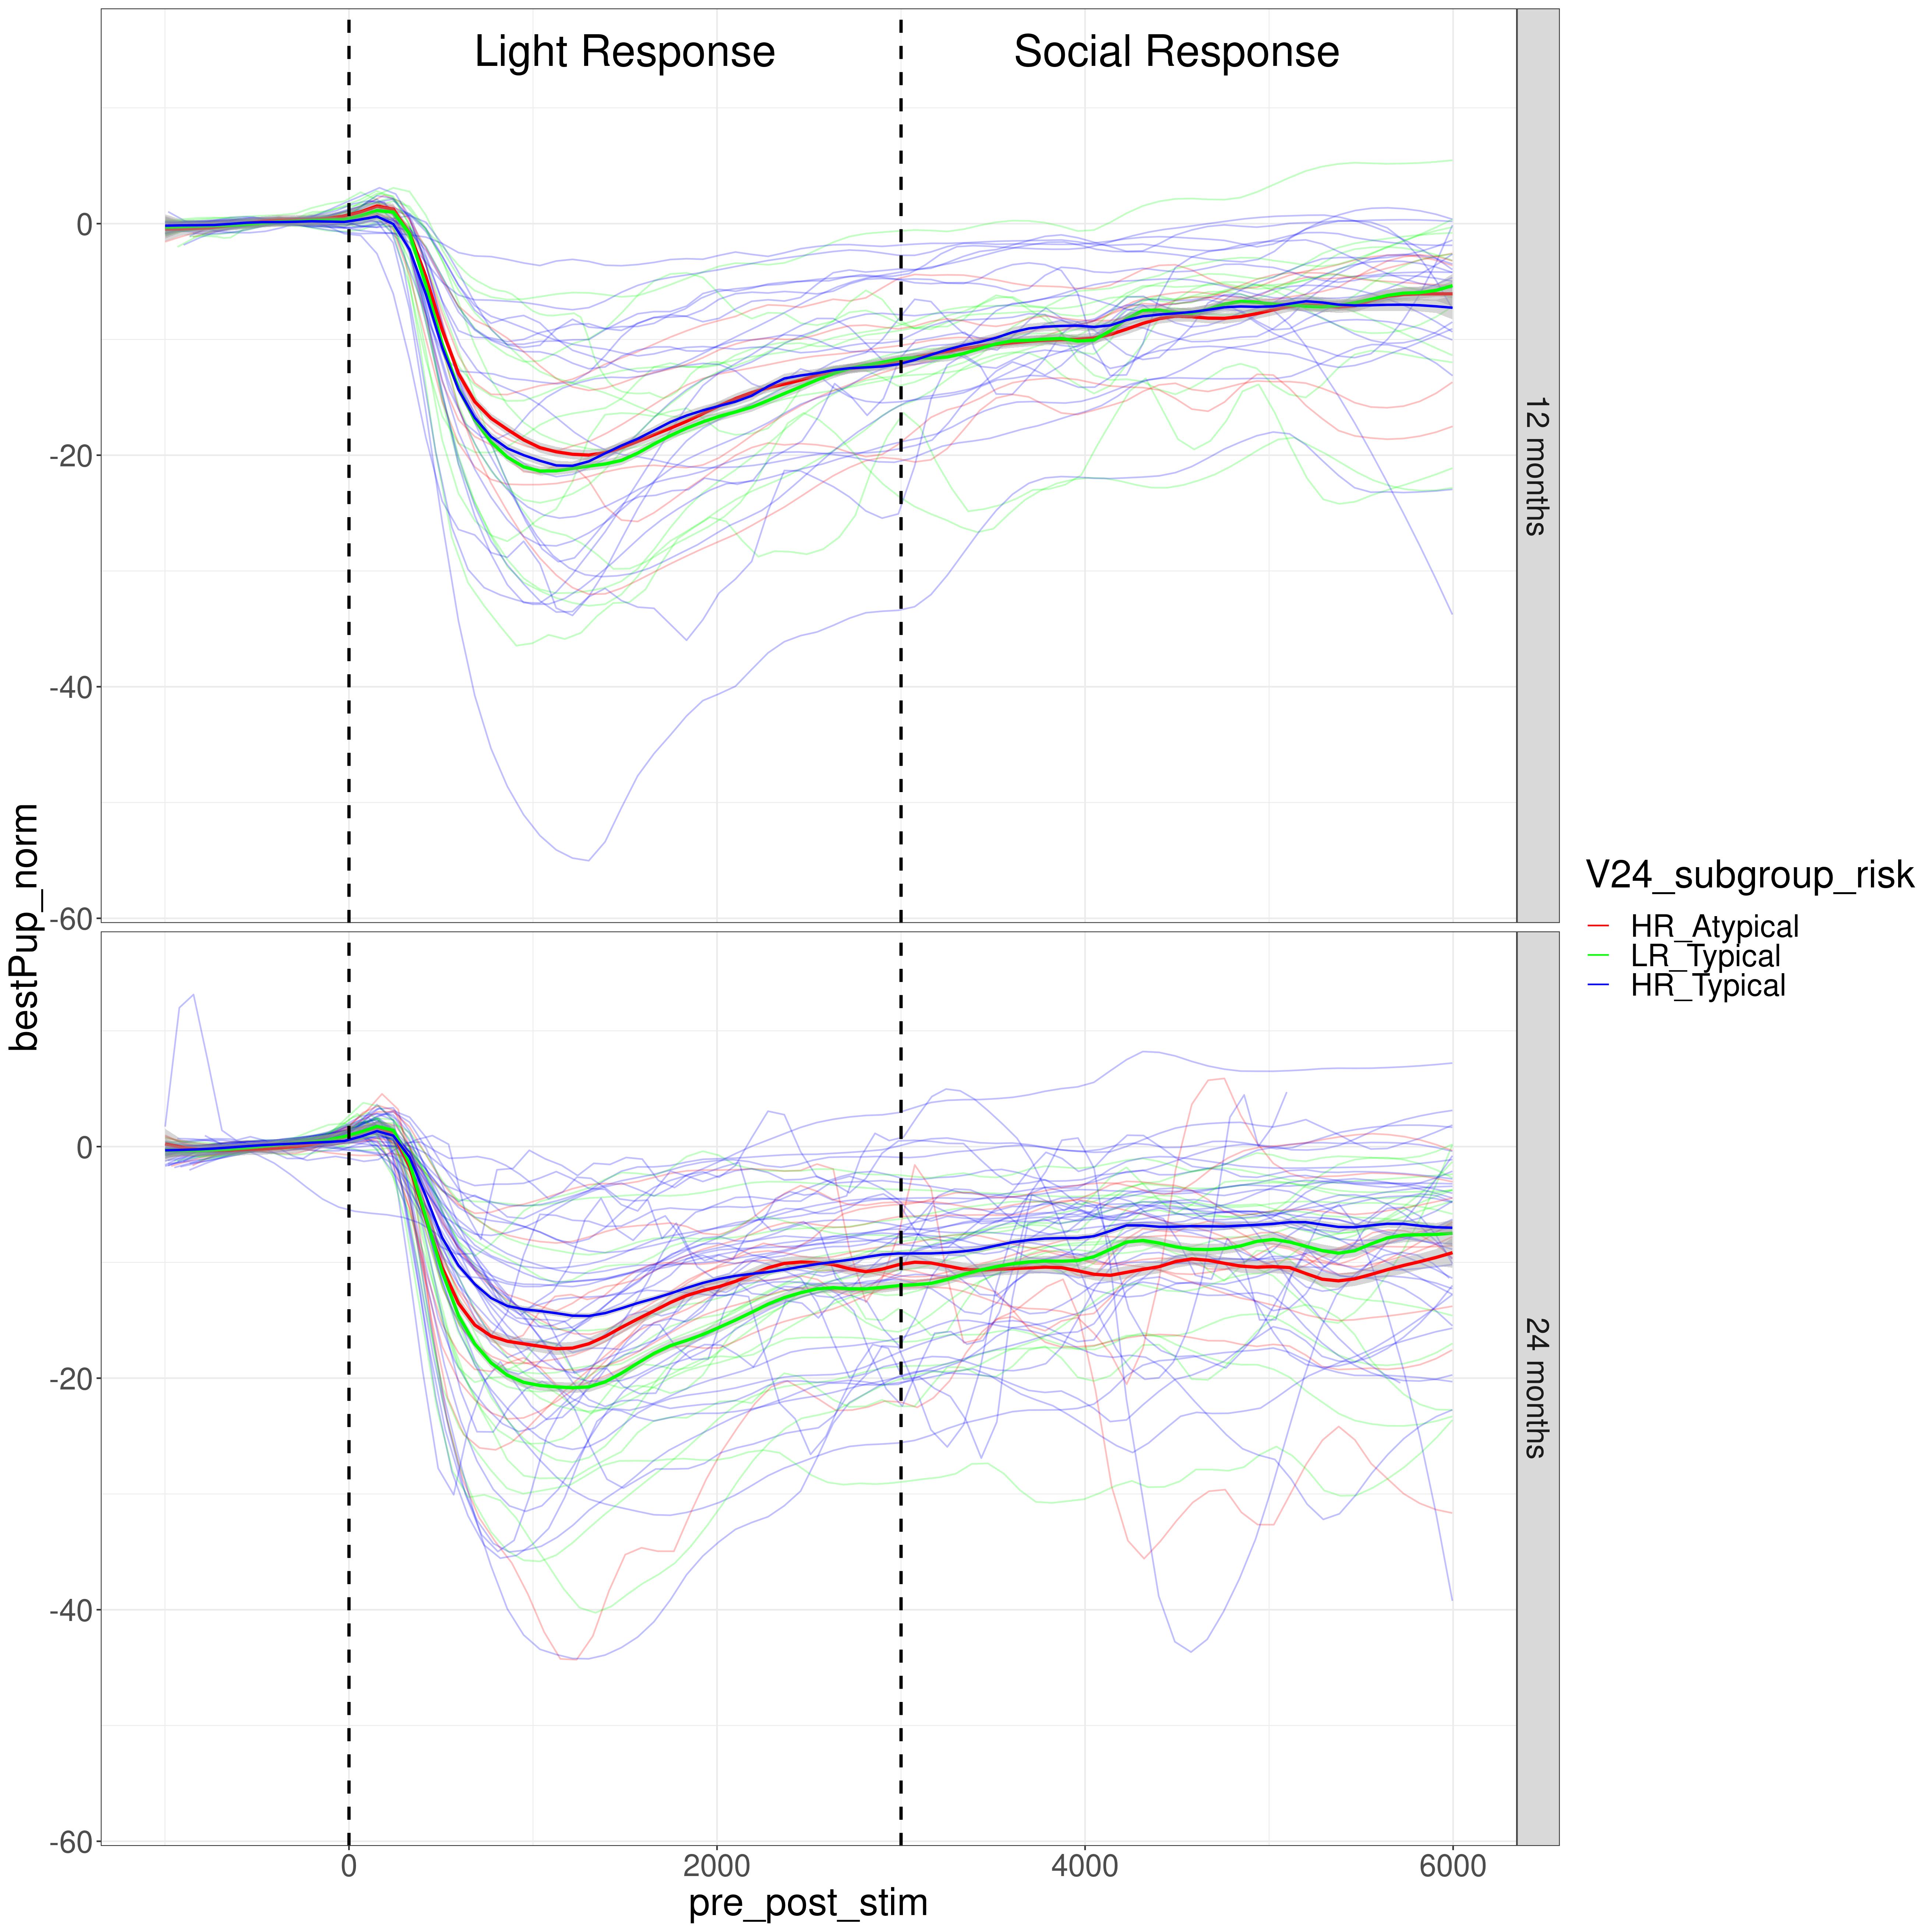 Light Response
Social Response
0
-20
-40
-60
12 months
bestPup_norm
0
-20
-40
-60
24 months
0
2000
4000
6000
pre_post_stim
V24_subgroup_risk
HR_Atypical
LR_Typical
HR_Typical